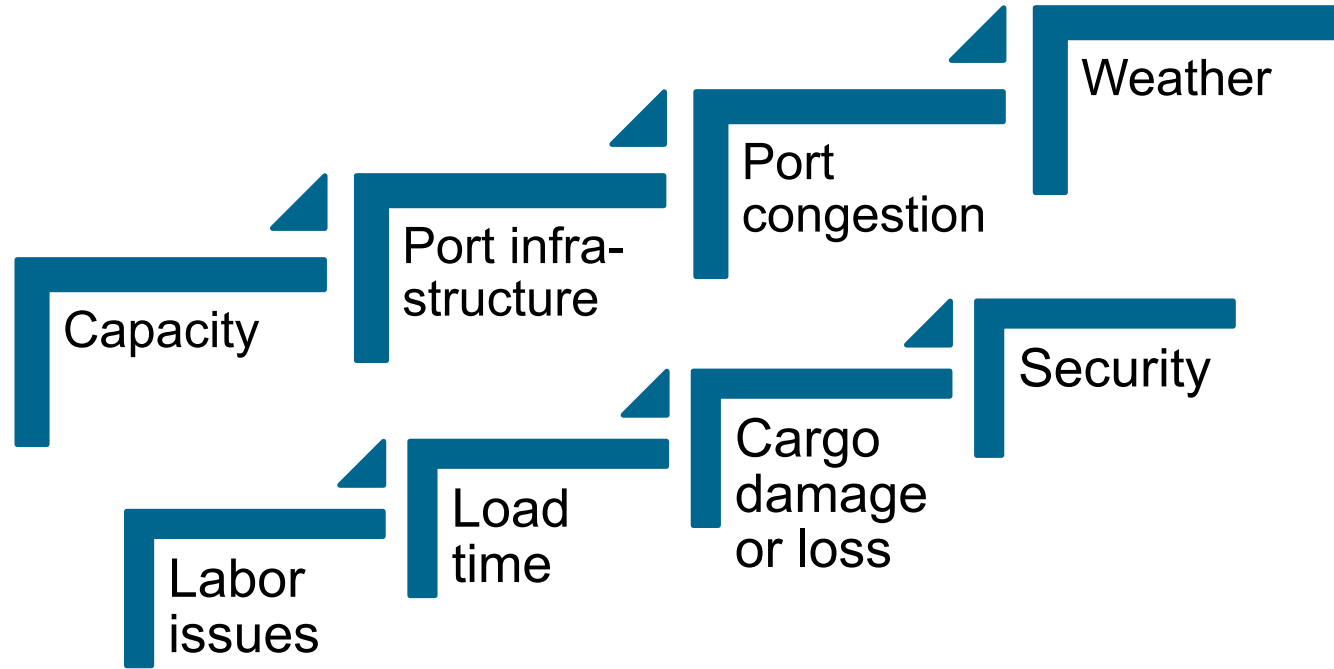 Capacity
Port infra-
structure
Port
congestion
Weather
Labor
issues
Load
time
Cargo
damage
or loss
Security